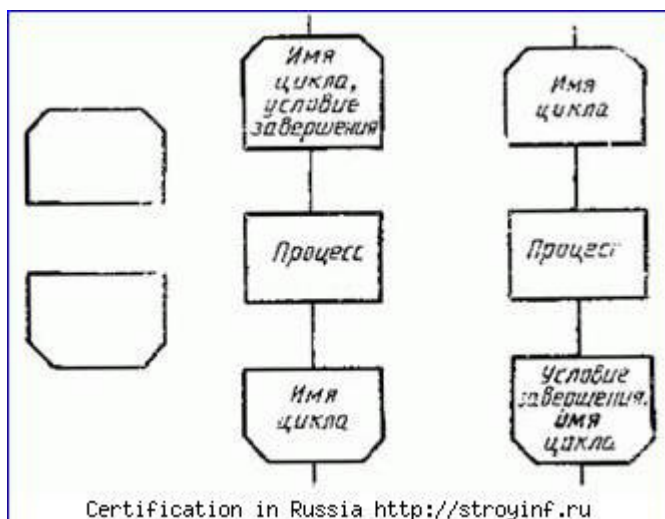 Имя
цикла,
условие
завершения
Процесс
Имя
цикла
Имя
цикла
Процесс
Условие
завершения,
имя
цикла
Certification in Russia http://stroyinf.ru